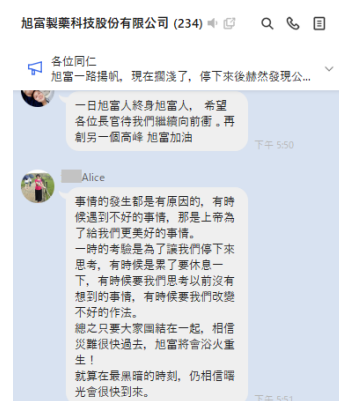 旭富製藥科技股份有限公司 (234)
各位同仁
旭富一路揚帆，現在擱淺了，停下來後赫然發現公...
一日旭富人終身旭富人， 希望
各位長官待我們繼續向前衝。再
創另一個高峰 旭富加油
下午 5:50
Alice
事情的發生都是有原因的，有時
候遇到不好的事情，那是上帝為
了給我們更美好的事情。
一時的考驗是為了讓我們停下來
思考，有時候是累了要休息一
下，有時候要我們思考以前沒有
想到的事情，有時候要我們改變
不好的作法。
總之只要大家團結在一起，相信
災難很快過去，旭富將會浴火重
生！
就算在最黑暗的時刻，仍相信曙
光會很快到來。
下午 5:51